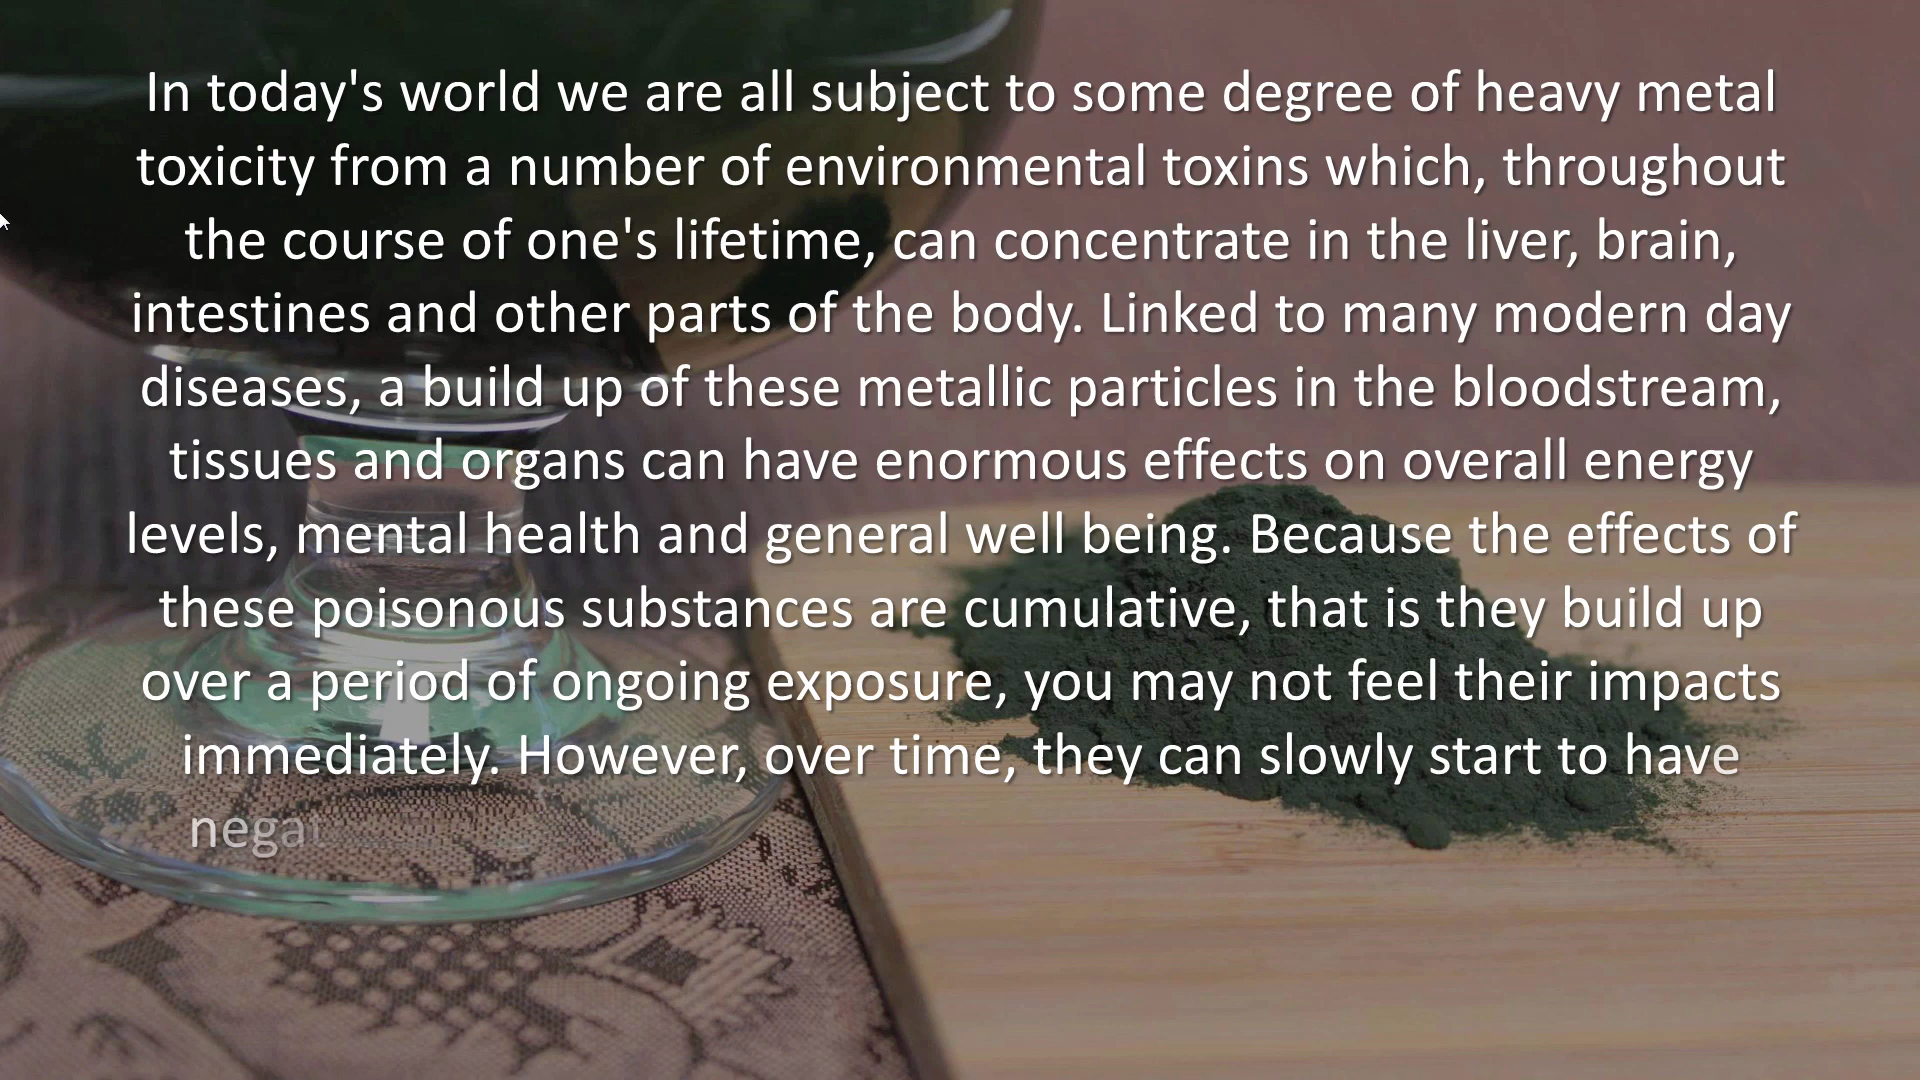 In today's world we are all subject to some degree of heavy metal
toxicity from a number of environmental toxins which, throughout
the course of one's lifetime, can concentrate in the liver, brain,
intestines and other parts of the body. Linked to many modern day
diseases, a build up of these metallic particles in the bloodstream,
tissues and organs can have enormous effects on overall energy
levels, mental health and general well being. Because the effects of
these poisonous substances are cumulative, that is they build up
over a period of ongoing exposure, you may not feel their impacts
immediately. However, over time, they can slowly start to have